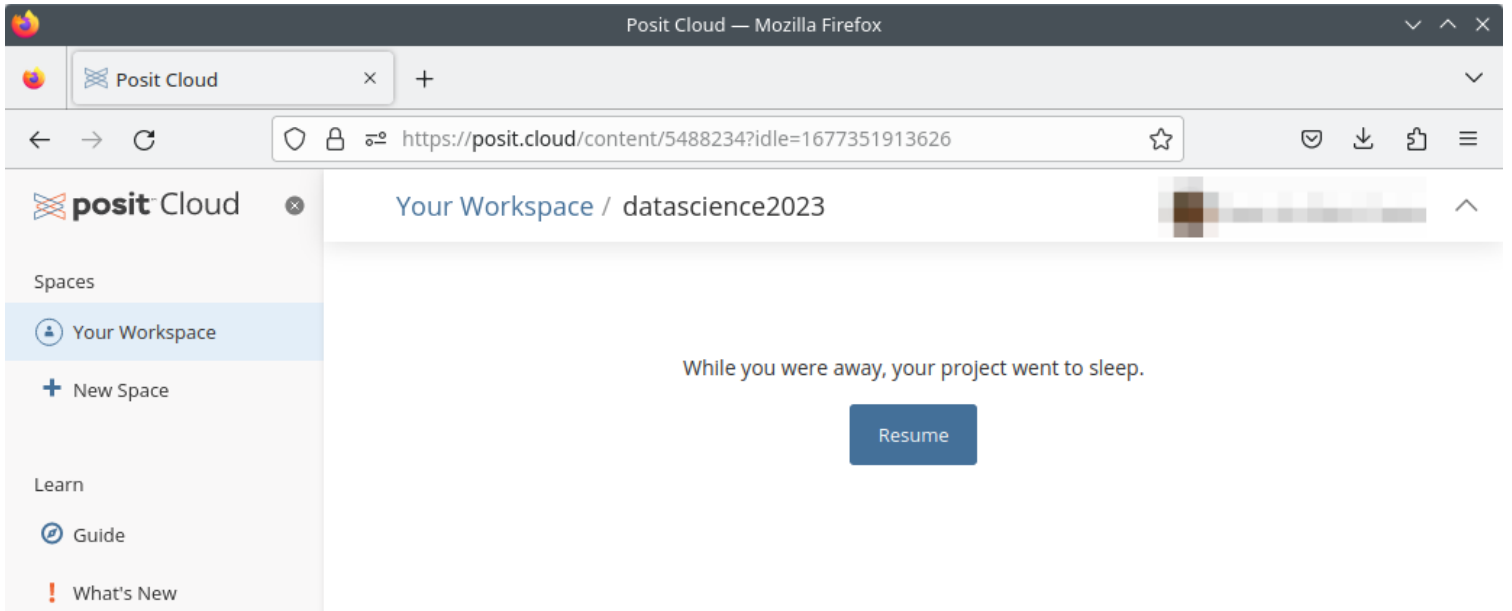 Posit Cloud — Mozilla Firefox
Posit Cloud
https://posit.cloud/content/5488234?idle=1677351913626
posit Cloud
Your Workspace / datascience2023
Spaces
Your Workspace
New Space
While you were away, your project went to sleep.
Resume
Learn
Guide
What's New